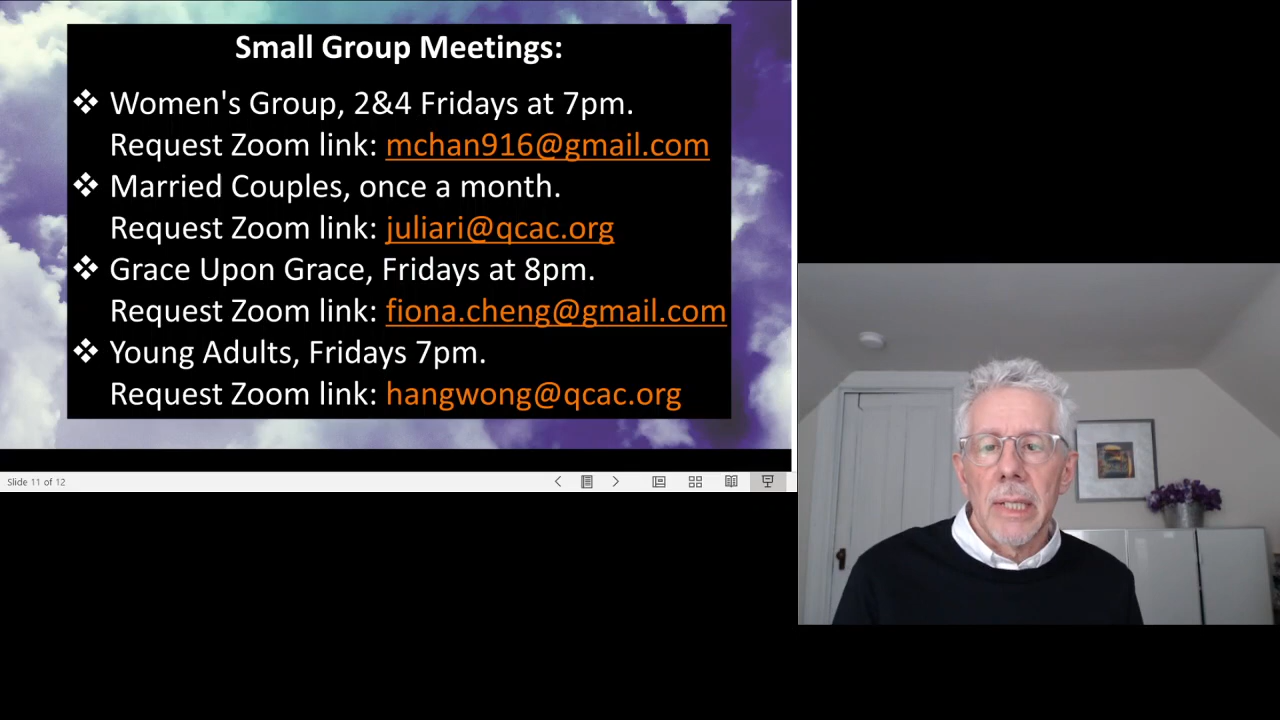 Small Group Meetings:
❖ Women's Group, 2&4 Fridays at 7pm.
Request Zoom link: mchan916@gmail.com
❖ Married Couples, once a month.
Request Zoom link: juliari@qcac.org
❖ Grace Upon Grace, Fridays at 8pm.
Request Zoom link: fiona.cheng@gmail.com
❖ Young Adults, Fridays 7pm.
Request Zoom link: hangwong@qcac.org
Slide 11 of 12